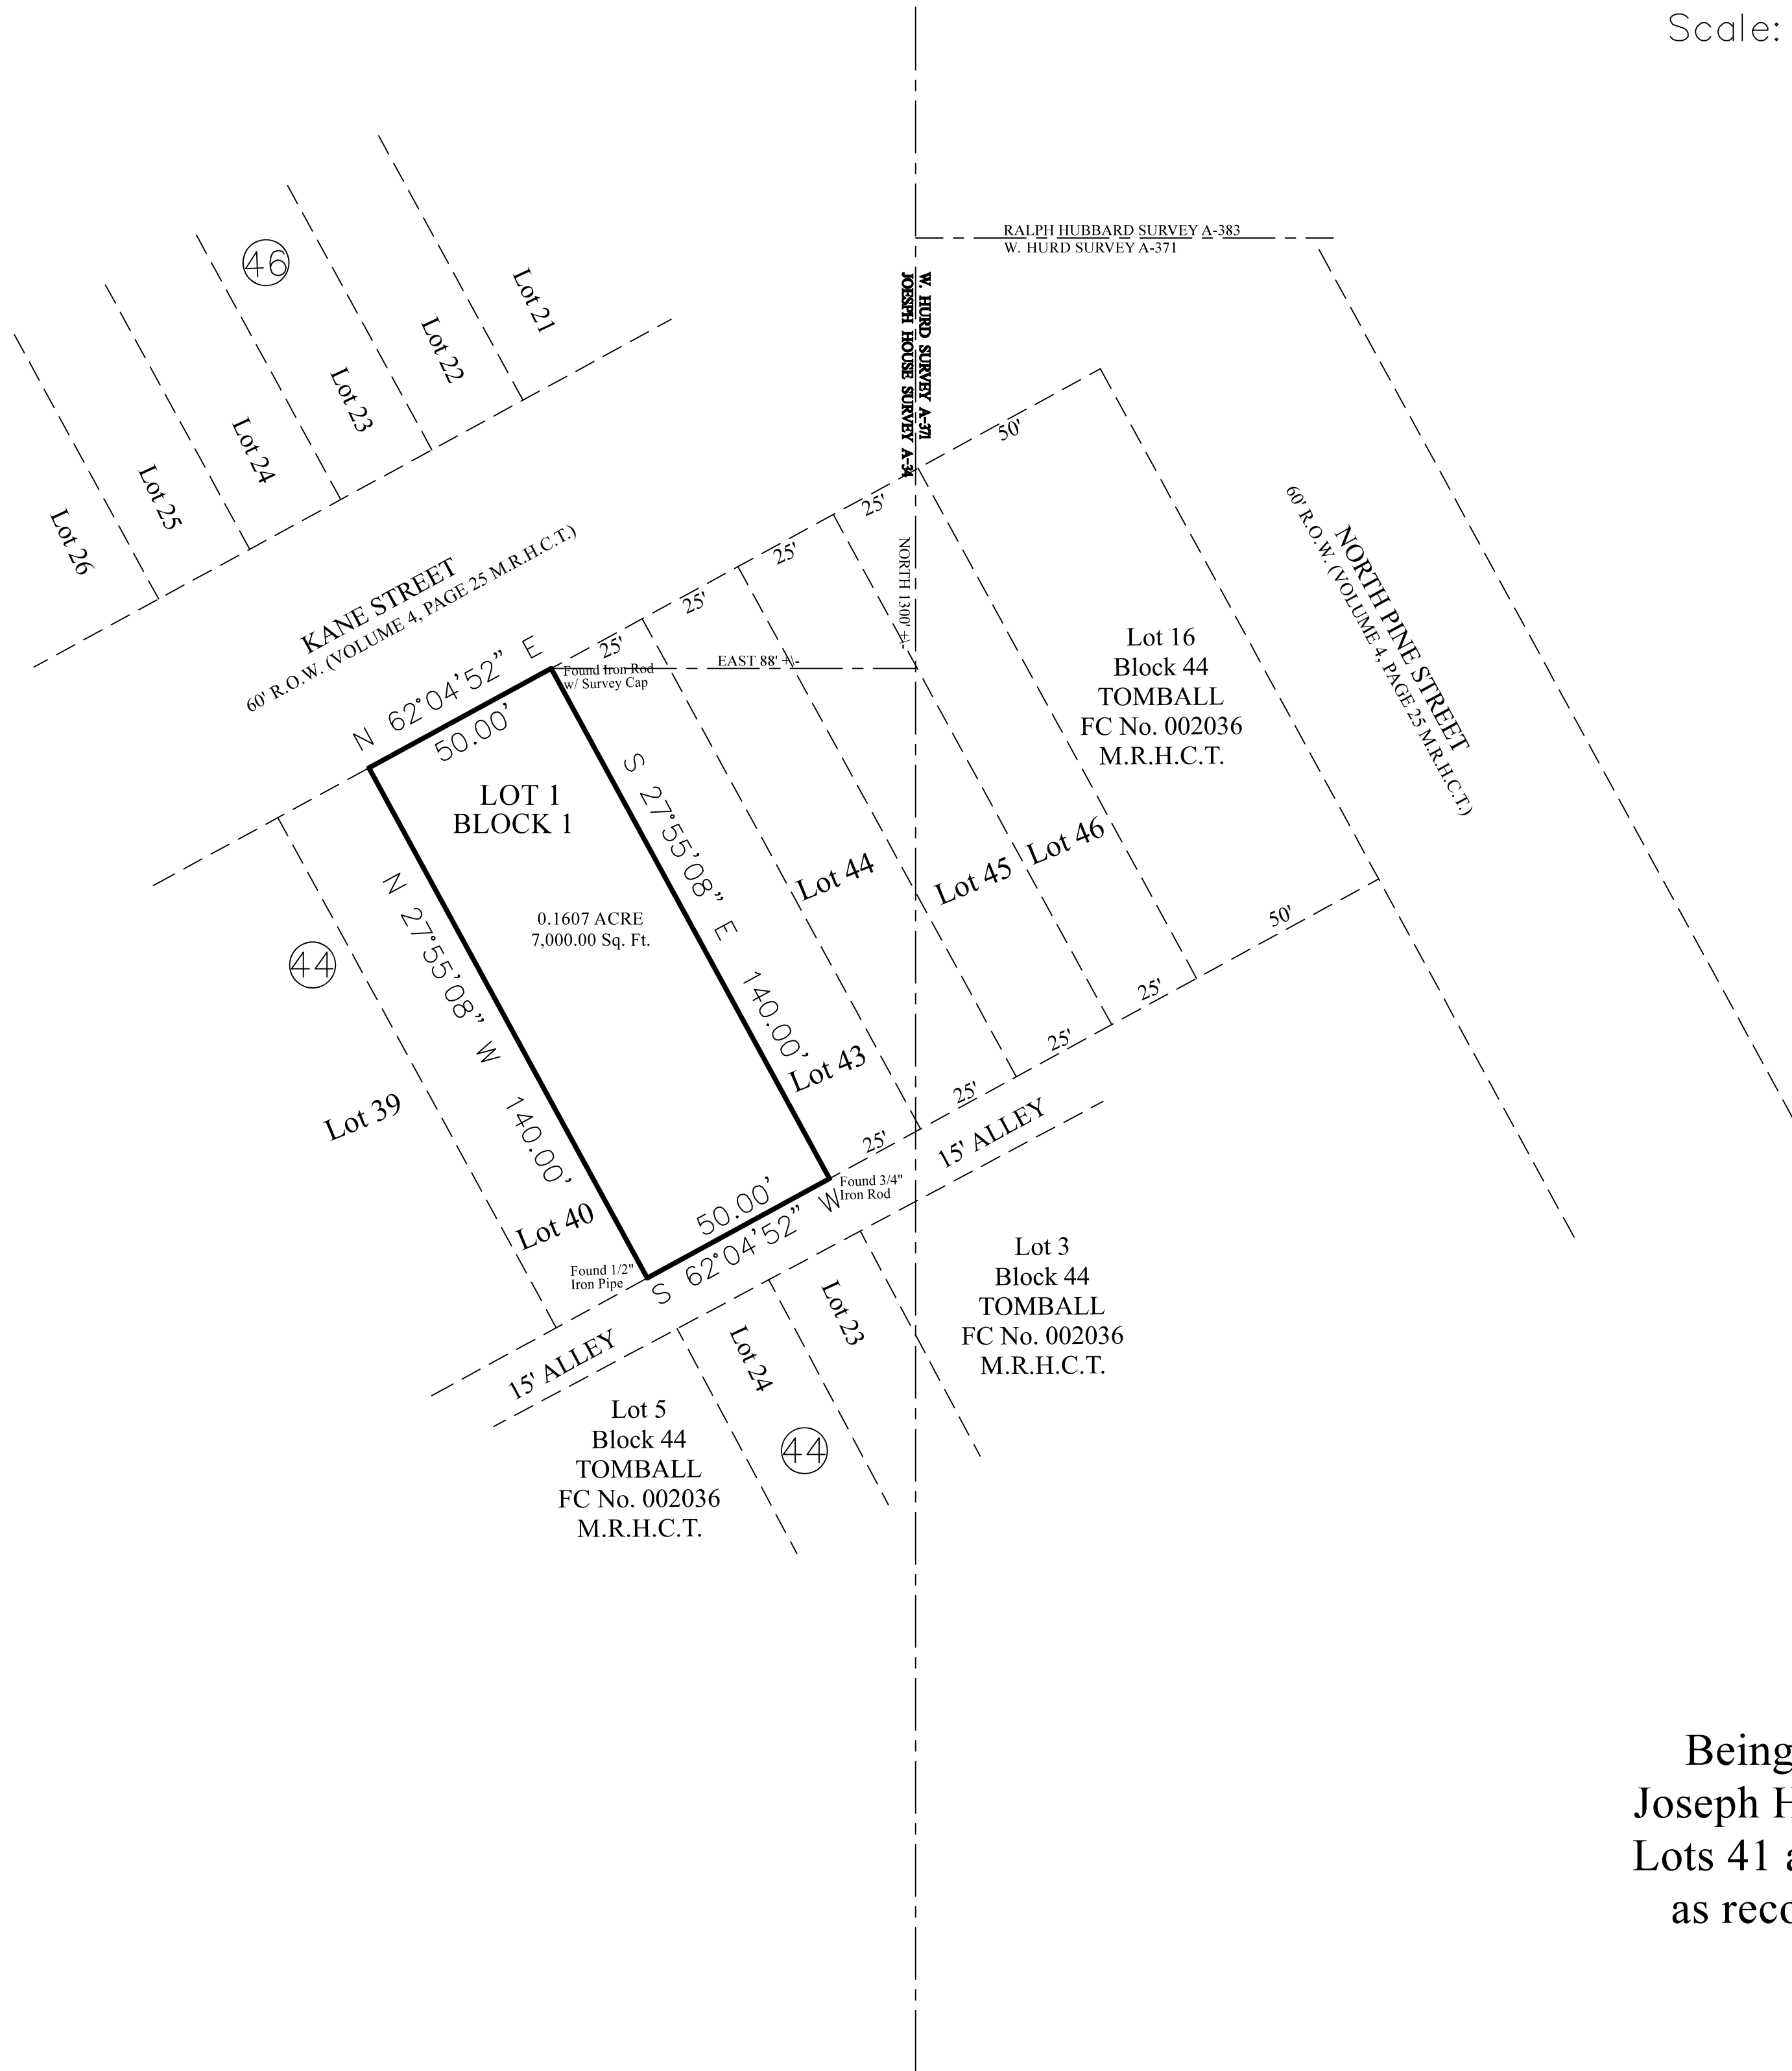 Scale:
RALPH HUBBARD SURVEY A-383
W. HURD SURVEY A-371
W. HURD SURVEY A-371
JOESPH HOUSE SURVEY A-34
46
Lot 21
Lot 22
Lot 23
Lot 24
Lot 25
Lot 26
KANE STREET
60' R.O.W. (VOLUME 4, PAGE 25 M.R.H.C.T.)
50'
25'
25'
25'
25'
NORTH 1300' +/-
EAST 88' +\-
NORTH PINE STREET
60' R.O.W. (VOLUME 4, PAGE 25 M.R.H.C.T.)
Lot 16
Block 44
TOMBALL
FC No. 002036
M.R.H.C.T.
N 62°04'52” E
50.00'
Found Iron Rod
w/ Survey Cap
LOT 1
BLOCK 1
0.1607 ACRE
7,000.00 Sq. Ft.
S 27°55'08” E 140.00'
N 27°55'08” W 140.00'
44
Lot 39
Lot 40
Lot 43
Lot 44
Lot 45
Lot 46
50'
25'
25'
25'
25'
50.00'
S 62°04'52” W
Found 3/4"
Iron Rod
Found 1/2"
Iron Pipe
15' ALLEY
15' ALLEY
Lot 23
Lot 24
44
Lot 3
Block 44
TOMBALL
FC No. 002036
M.R.H.C.T.
Lot 5
Block 44
TOMBALL
FC No. 002036
M.R.H.C.T.
Being
Joseph H
Lots 41 a
as reco